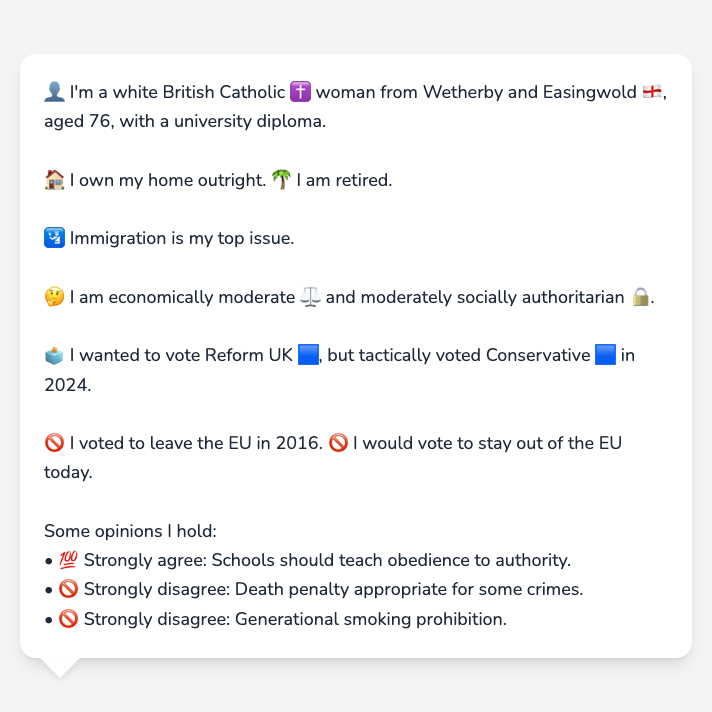 👤 I'm a white British Catholic ✝️ woman from Wetherby and Easingwold 🏴󠁧󠁢󠁥󠁮󠁧󠁿,
aged 76, with a university diploma.
🏠 I own my home outright. 🌴 I am retired.
🛂 Immigration is my top issue.
🤔 I am economically moderate ⚖️ and moderately socially authoritarian 🔒.
🗳️ I wanted to vote Reform UK 🟦, but tactically voted Conservative 🟦 in
2024.
🚫 I voted to leave the EU in 2016. 🚫 I would vote to stay out of the EU
today.
Some opinions I hold:
• 💯 Strongly agree: Schools should teach obedience to authority.
• 🚫 Strongly disagree: Death penalty appropriate for some crimes.
• 🚫 Strongly disagree: Generational smoking prohibition.